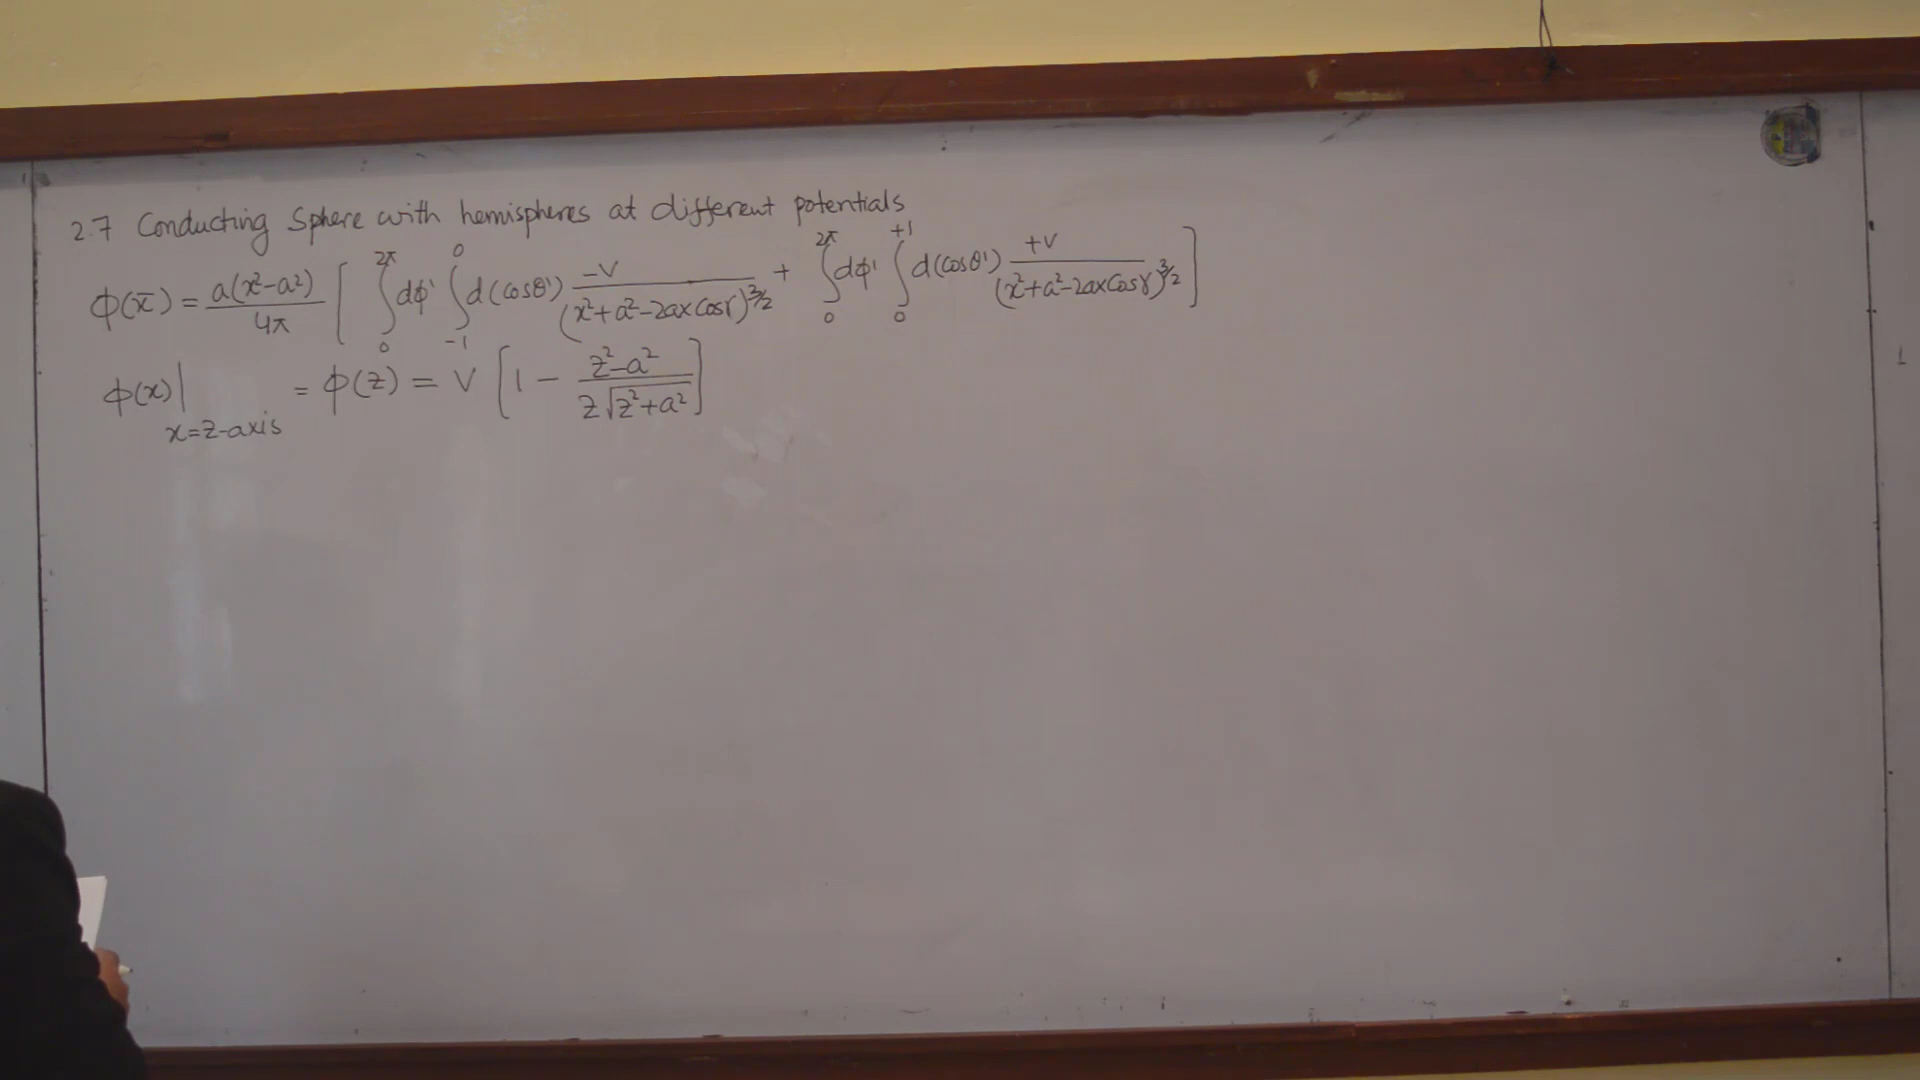 2.7 Conducting Sphere with hemispheres at different potentials
ϕ(x̄) = a(x²-a²)/4π [ ∫₀^2π dϕ' ∫₋₁^0 d(cosθ') -V/(x²+a²-2ax Cosγ)^3/2 + ∫₀^2π dϕ' ∫₀^+1 d(cosθ') +V/(x²+a²-2ax Cosγ)^3/2 ]
ϕ(x)|x=z-axis = ϕ(z) = V [1 - z²-a²/z√z²+a²]